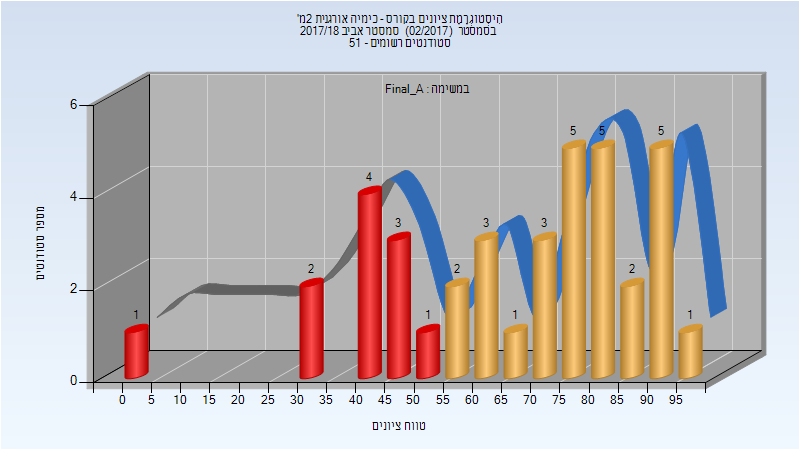 היסטוגרמת ציונים בקורס - כימיה אורגנית 2מ'
בסמסטר (02/2017) סמסטר אביב 2017/18
סטודנטים רשומים - 51
במשימה : Final_A
מספר סטודנטים
6
4
2
0
1
2
4
3
1
2
3
1
3
5
5
2
5
1
0 5 10 15 20 25 30 35 40 45 50 55 60 65 70 75 80 85 90 95
טווח ציונים